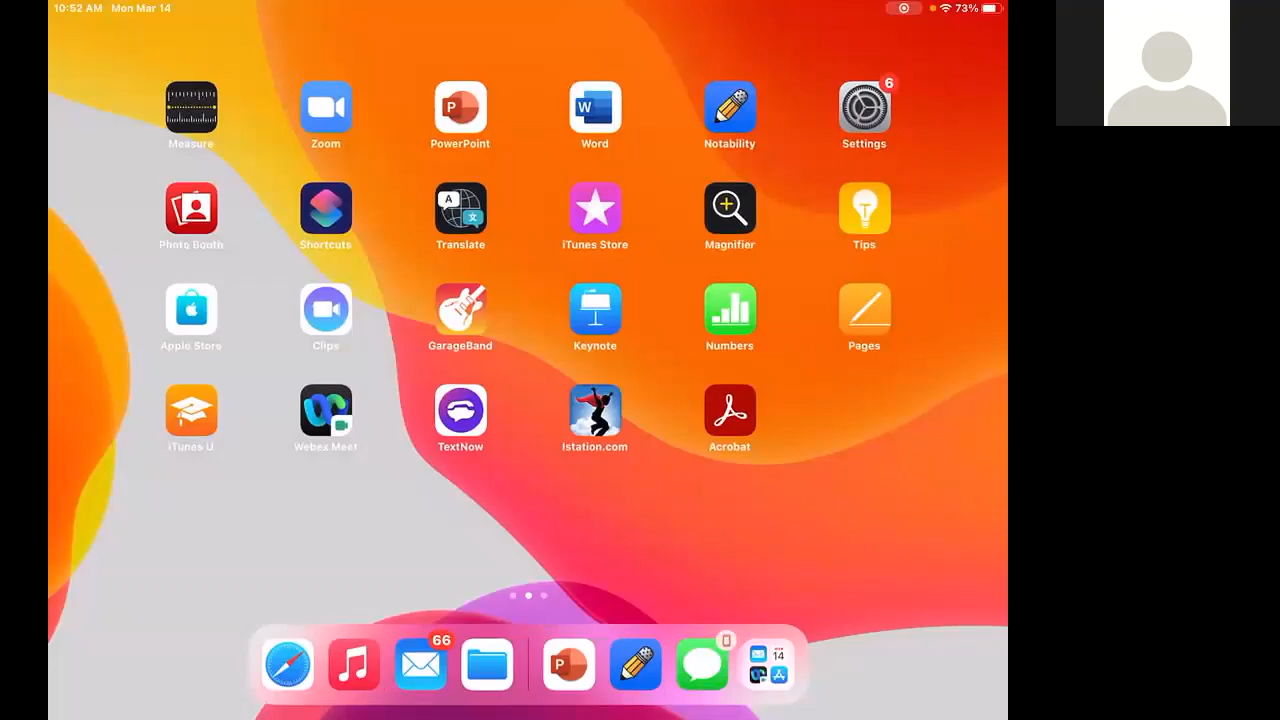 10:52 AM Mon Mar 14
73%
6
Measure Zoom PowerPoint Word Notability Settings
A
文
Photo Booth Shortcuts Translate iTunes Store Magnifier Tips
Apple Store Clips GarageBand Keynote Numbers Pages
iTunes U Webex Meet TextNow Istation.com Acrobat
66
14